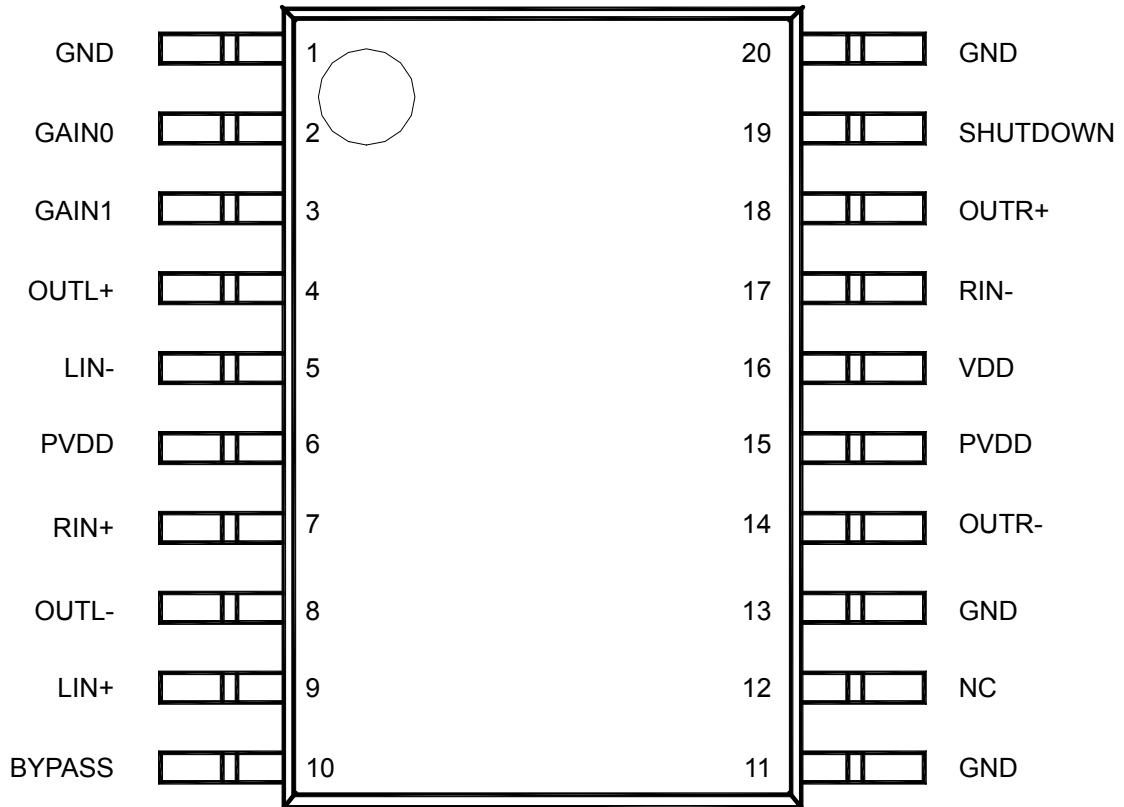 GND 1 20 GND
GAIN0 2 19 SHUTDOWN
GAIN1 3 18 OUTR+
OUTL+ 4 17 RIN-
LIN- 5 16 VDD
PVDD 6 15 PVDD
RIN+ 7 14 OUTR-
OUTL- 8 13 GND
LIN+ 9 12 NC
BYPASS 10 11 GND